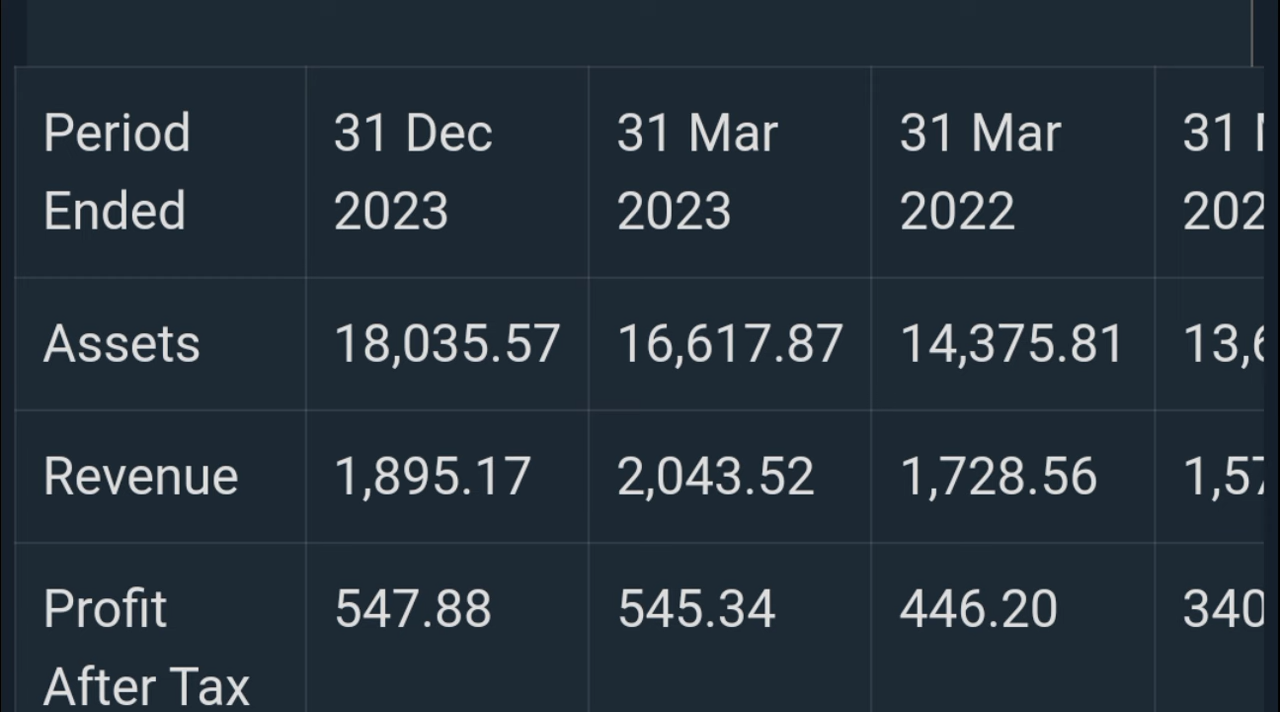 Period Ended 31 Dec 2023 31 Mar 2023 31 Mar 2022 31
Assets 18,035.57 16,617.87 14,375.81
Revenue 1,895.17 2,043.52 1,728.56
Profit After Tax 547.88 545.34 446.20